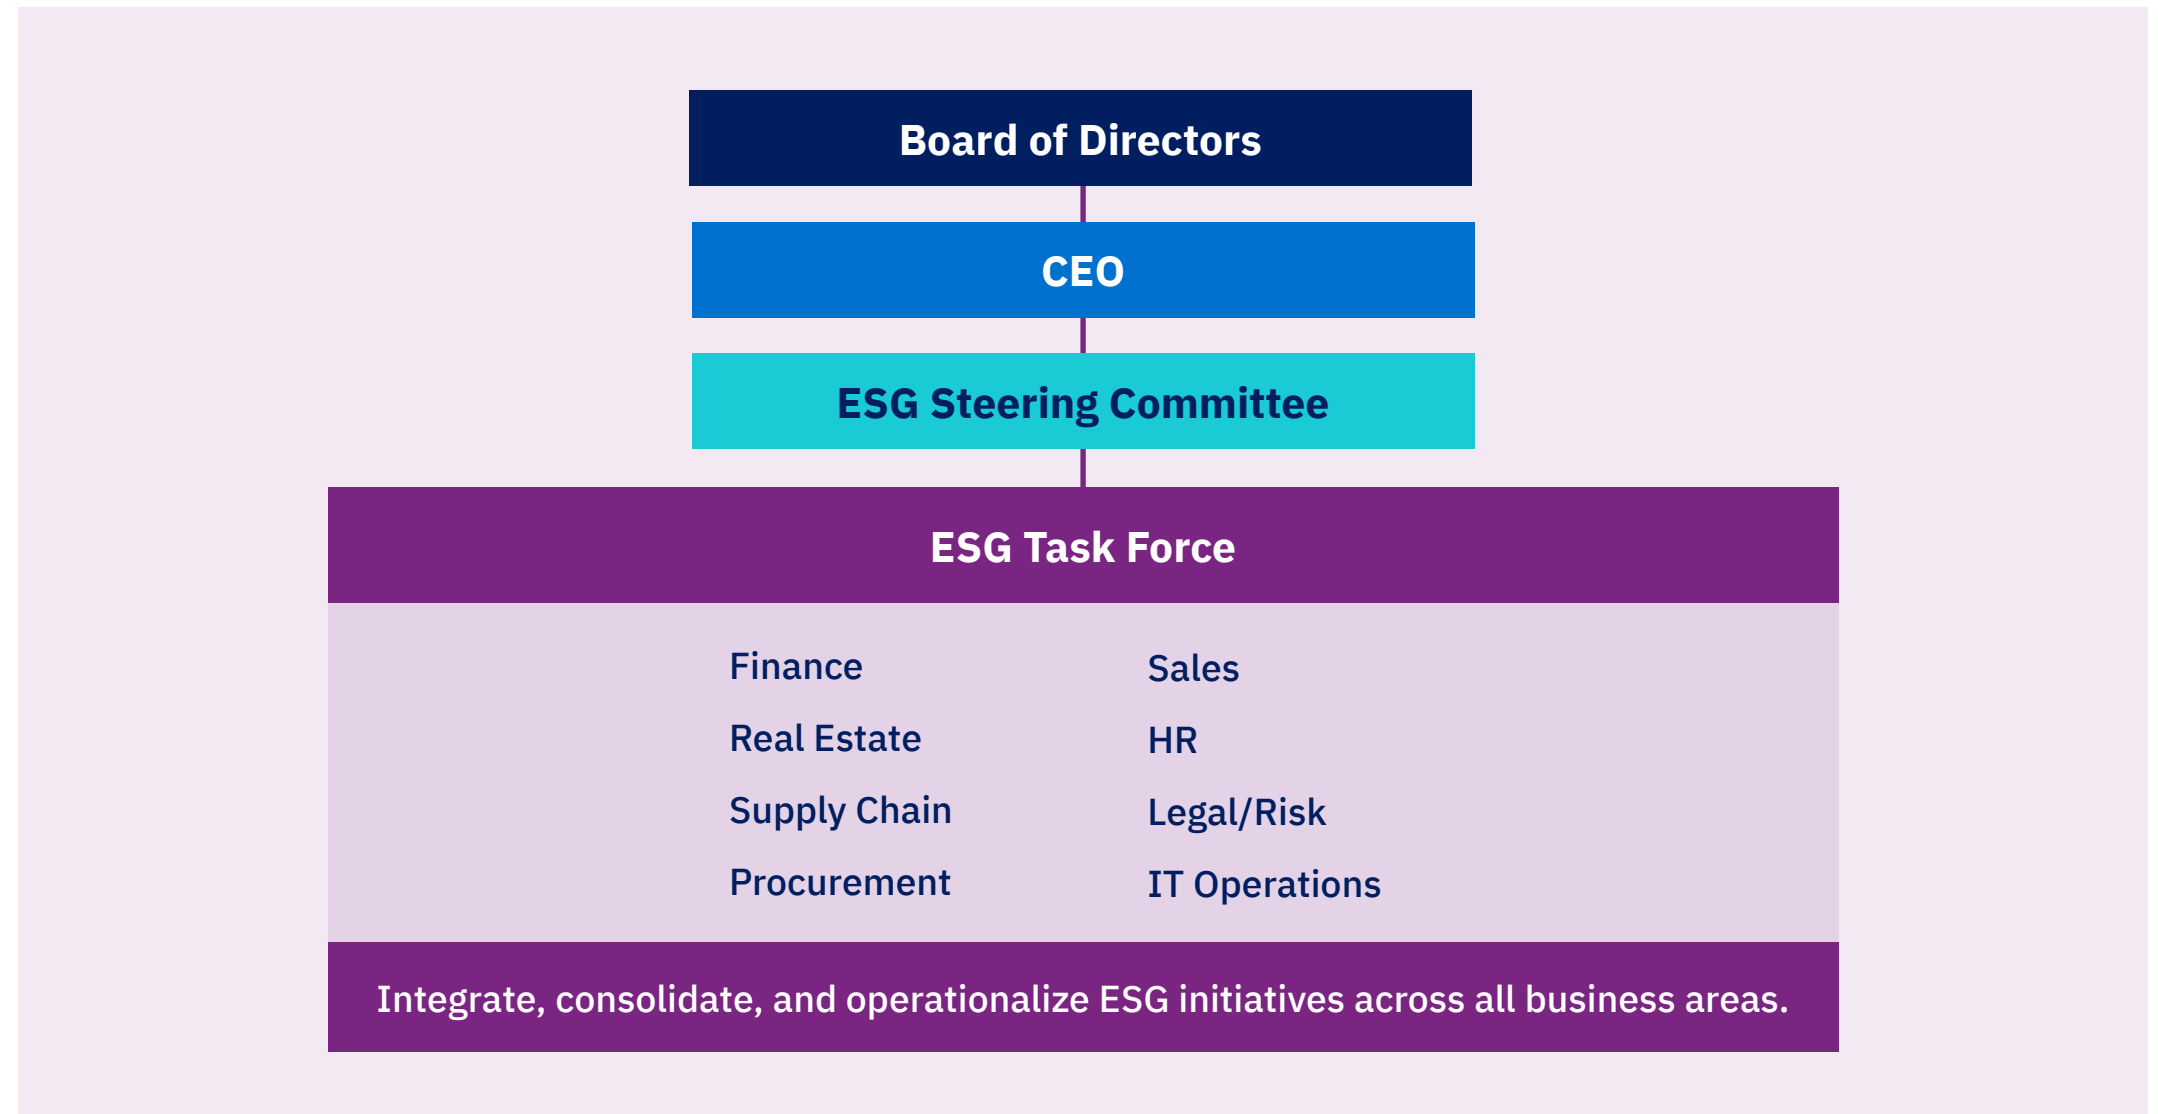 Board of Directors
CEO
ESG Steering Committee
ESG Task Force
Finance
Real Estate
Supply Chain
Procurement
Sales
HR
Legal/Risk
IT Operations
Integrate, consolidate, and operationalize ESG initiatives across all business areas.